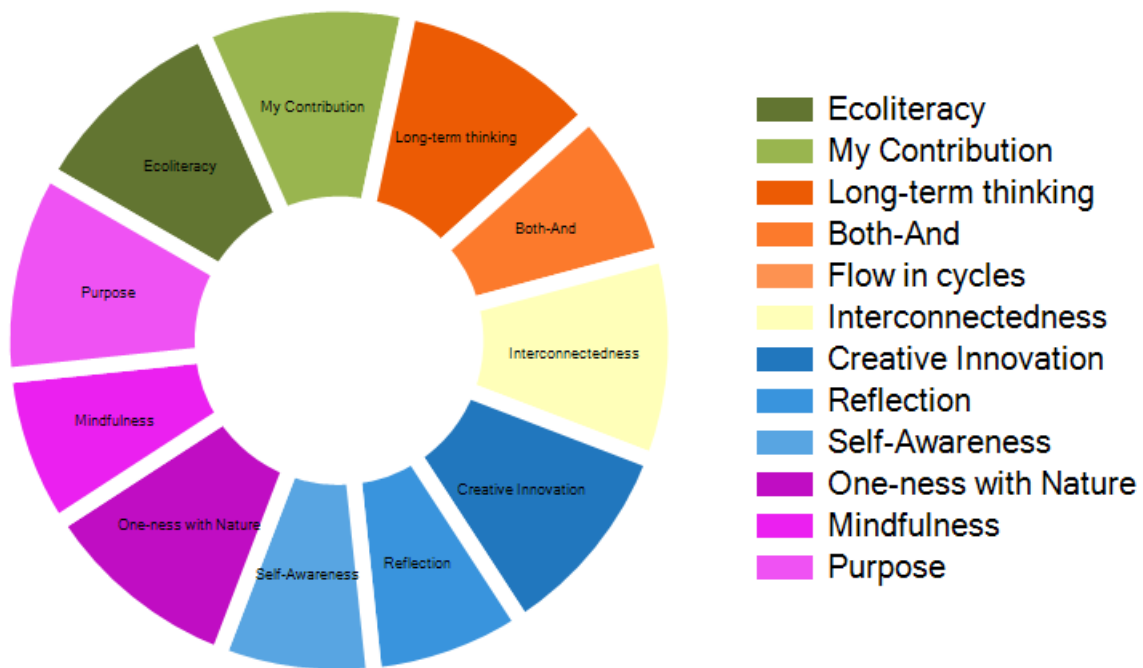 My Contribution
Long-term thinking
Ecoliteracy
Both-And
Purpose
Interconnectedness
Mindfulness
Creative Innovation
One-ness with Nature
Reflection
Self-Awareness
Ecoliteracy
My Contribution
Long-term thinking
Both-And
Flow in cycles
Interconnectedness
Creative Innovation
Reflection
Self-Awareness
One-ness with Nature
Mindfulness
Purpose